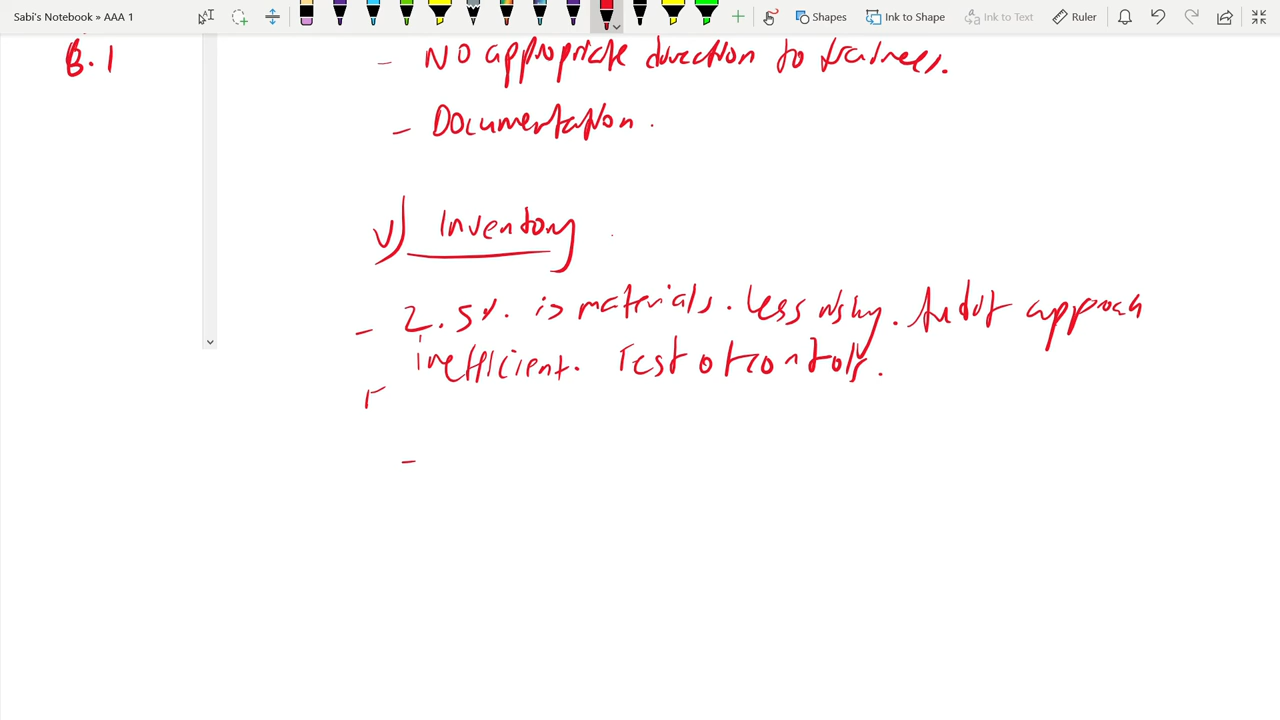 Sabi's Notebook » AAA 1
Shapes
Ink to Shape
Ink to Text
Ruler
B.1
- No appropriate direction to trainees.
- Documentation.
v) Inventory
- 2.5%. is materials. Less risky. Audit approach
inefficient. Test of controls.
-